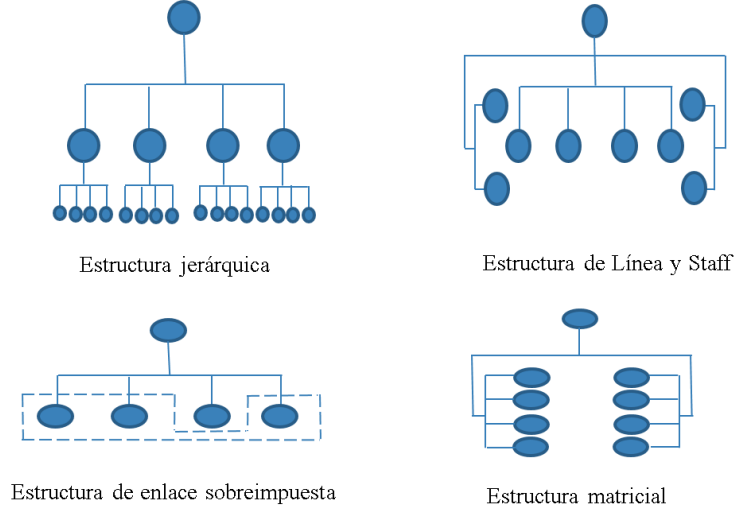 Estructura jerárquica
Estructura de Línea y Staff
Estructura de enlace sobreimpuesta
Estructura matricial